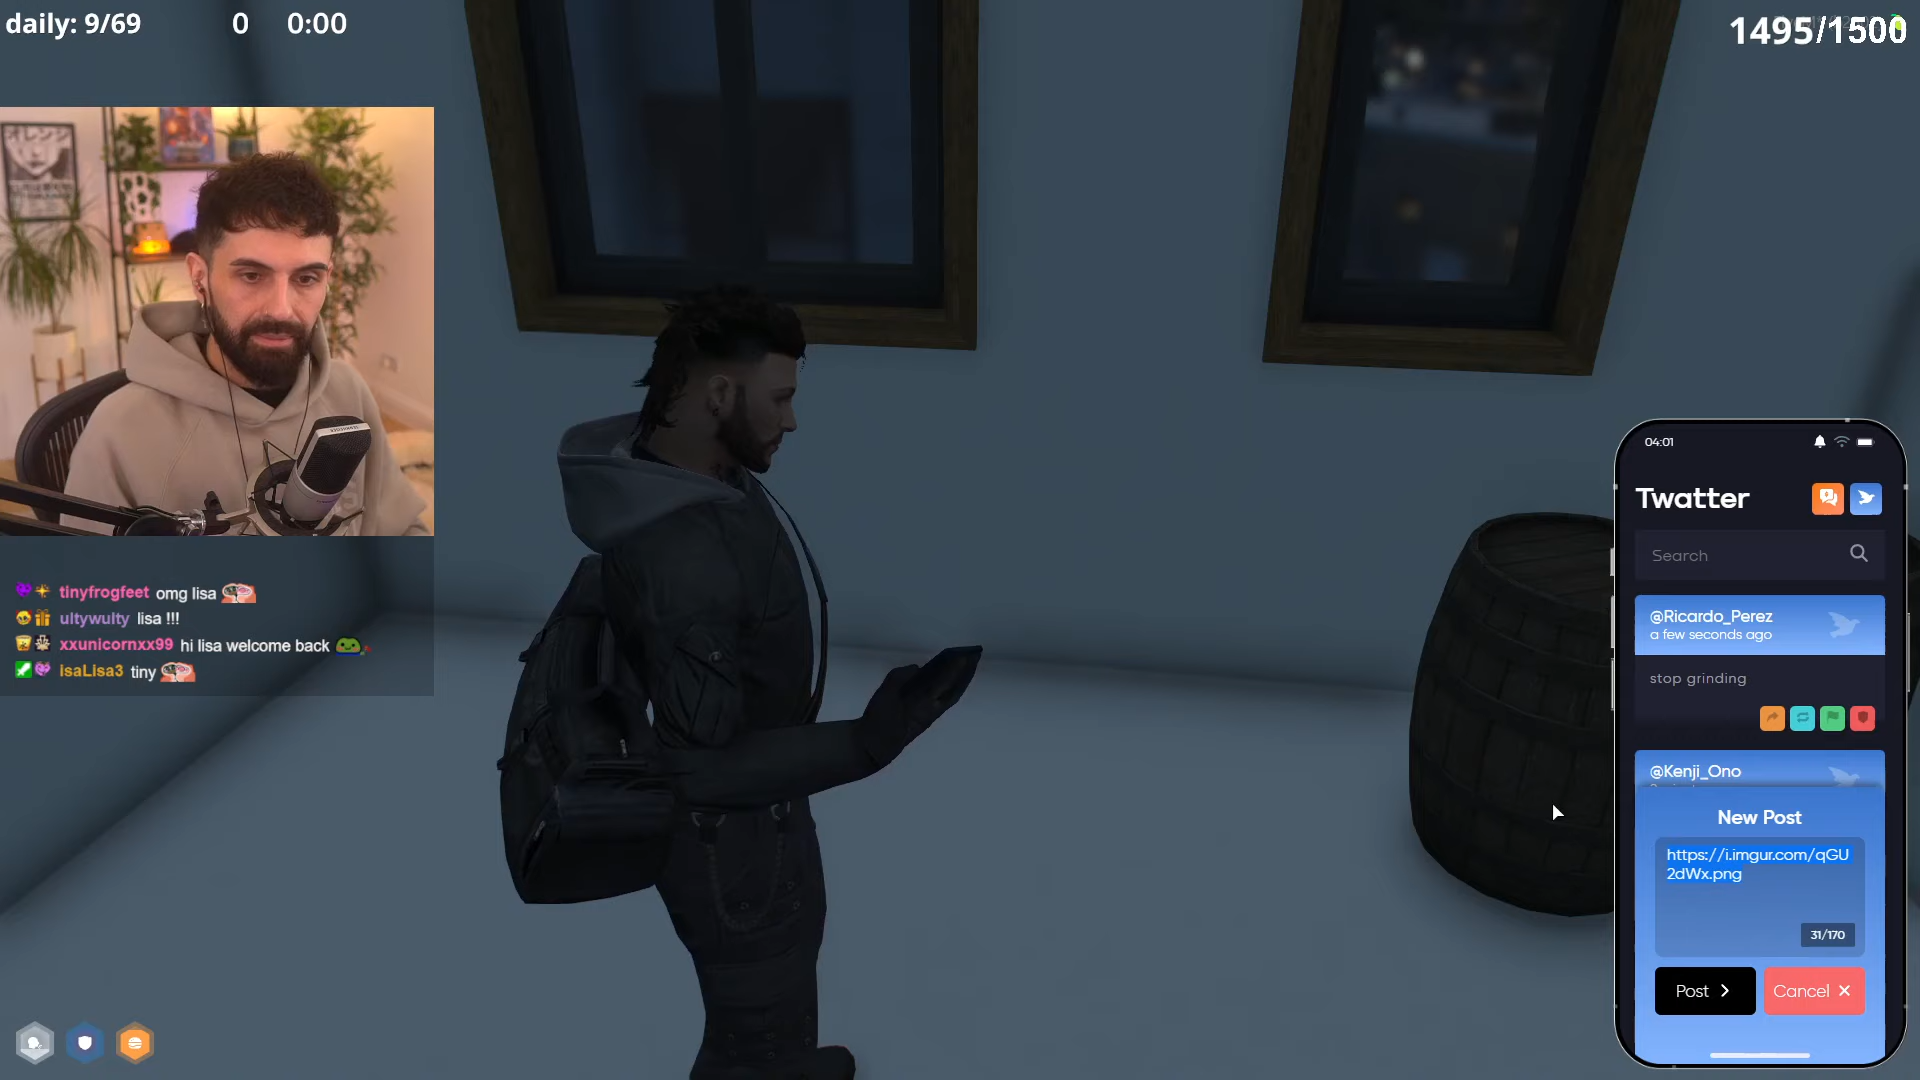 daily: 9/69
0
0:00
1495/1500
tinyfrogfeet omg lisa
ultywulty lisa !!!
xxunicornxx99 hi lisa welcome back
isaLisa3 tiny
04:01
Twatter
Search
@Ricardo_Perez
a few seconds ago
stop grinding
@Kenji_Ono
New Post
https://i.imgur.com/qGU
2dWx.png
31/170
Post
Cancel